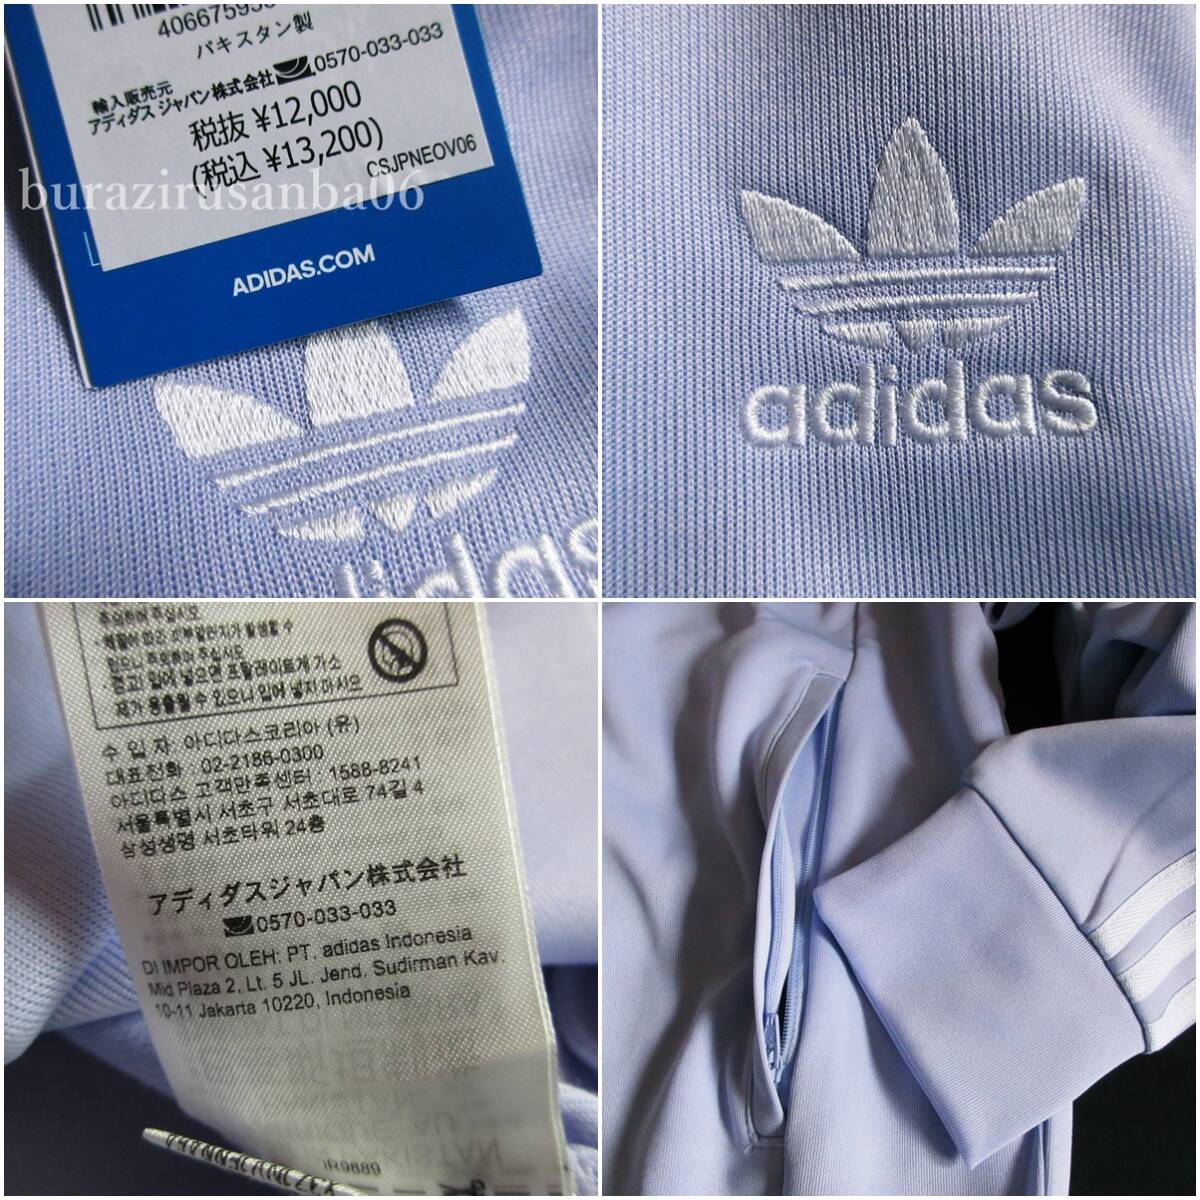 パキスタン製
輸入販売元
アディダス ジャパン株式会社 0570-033-033
税抜 ¥12,000
(税込 ¥13,200)
CSJPNEOV06
burazirusanba06
ADIDAS.COM
adidas
adidas
수 입 자: 아디다스코리아 (유)
대표전화 : 02-2186-0300
아디다스 고객만족센터 : 1588-8241
서울특별시 서초구 서초대로 74길 4
삼성생명 서초타워 24층
アディダスジャパン株式会社
0570-033-033
DI IMPOR OLEH: PT. adidas Indonesia
Mid Plaza 2, Lt. 5 JL. Jend. Sudirman Kav.
10-11 Jakarta 10220, Indonesia
IR9889